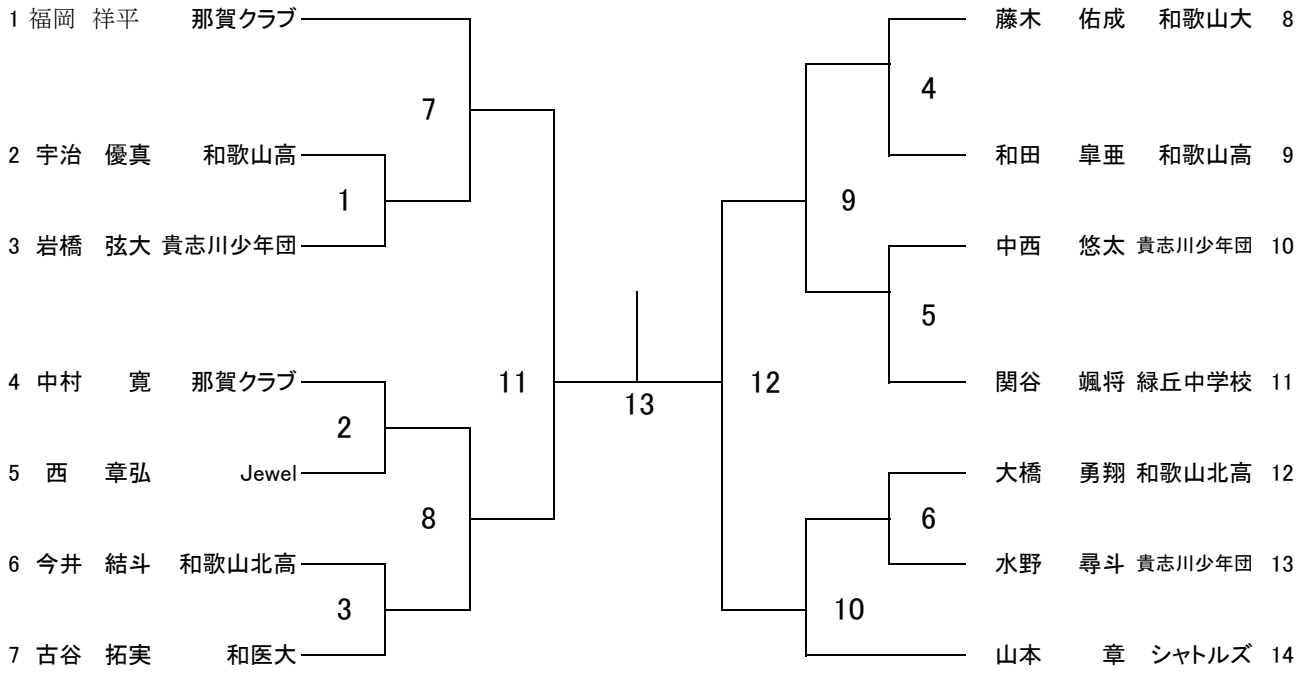 1 福岡 祥平 那賀クラブ
7
2 宇治 優真 和歌山高
1
3 岩橋 弦大 貴志川少年団
4 中村 寛 那賀クラブ
2
5 西 章弘 Jewel
8
6 今井 結斗 和歌山北高
3
7 古谷 拓実 和医大
11
13
12
藤木 佑成 和歌山大 8
4
和田 皐亜 和歌山高 9
9
中西 悠太 貴志川少年団 10
5
関谷 颯将 緑丘中学校 11
大橋 勇翔 和歌山北高 12
6
水野 尋斗 貴志川少年団 13
10
山本 章 シャトルズ 14